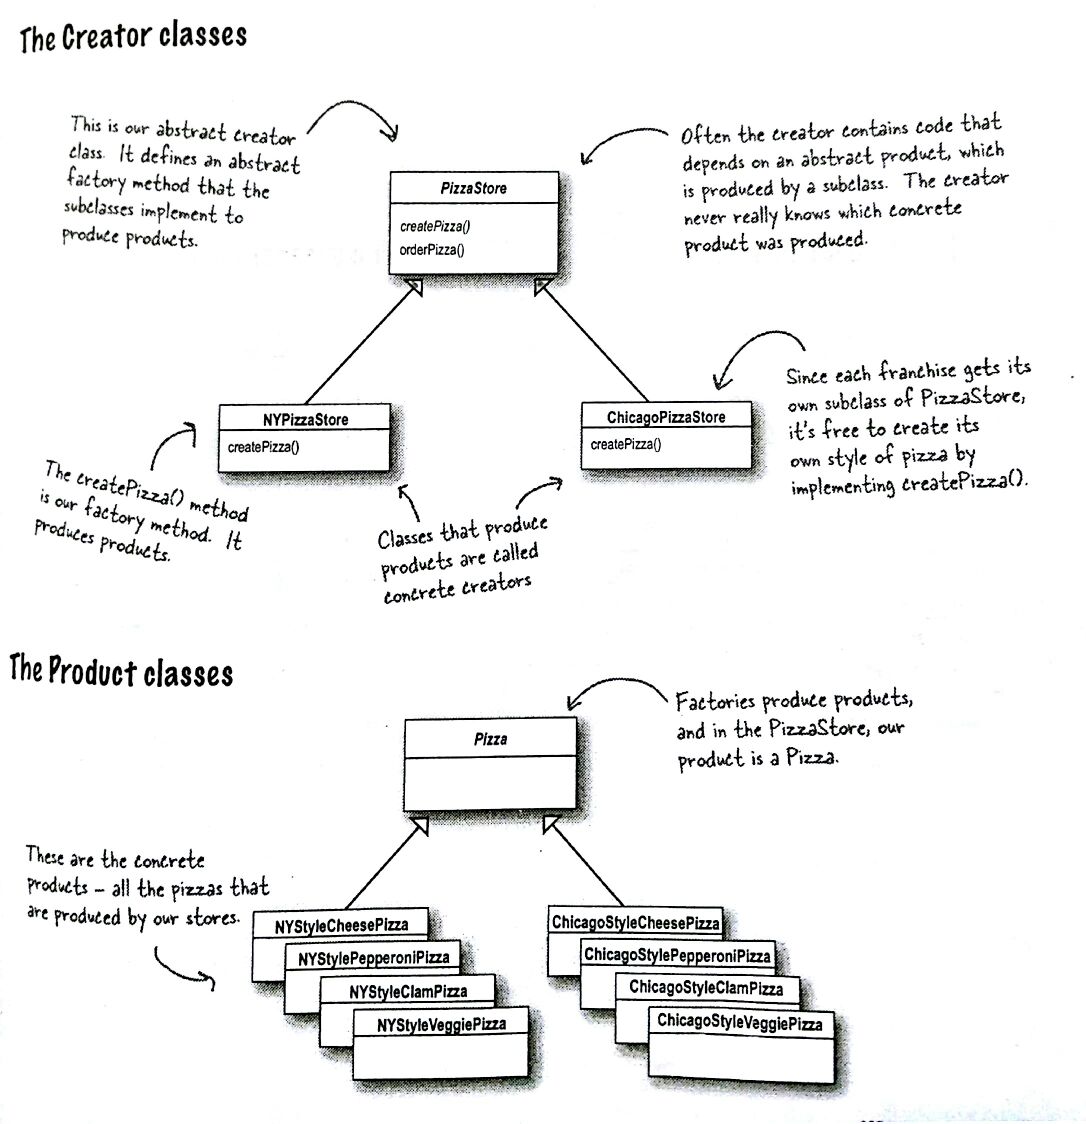 The Creator classes
This is our abstract creator
class. It defines an abstract
factory method that the
subclasses implement to
produce products.
Often the creator contains code that
depends on an abstract product, which
is produced by a subclass. The creator
never really knows which concrete
product was produced.
PizzaStore
createPizza()
orderPizza()
NYPizzaStore
createPizza()
ChicagoPizzaStore
createPizza()
Since each franchise gets its
own subclass of PizzaStore,
it's free to create its
own style of pizza by
implementing createPizza().
The createPizza() method
is our factory method. It
produces products.
Classes that produce
products are called
concrete creators
The Product classes
Factories produce products,
and in the PizzaStore, our
product is a Pizza.
Pizza
These are the concrete
products – all the pizzas that
are produced by our stores.
NYStyleCheesePizza
NYStylePepperoniPizza
NYStyleClamPizza
NYStyleVeggiePizza
ChicagoStyleCheesePizza
ChicagoStylePepperoniPizza
ChicagoStyleClamPizza
ChicagoStyleVeggiePizza